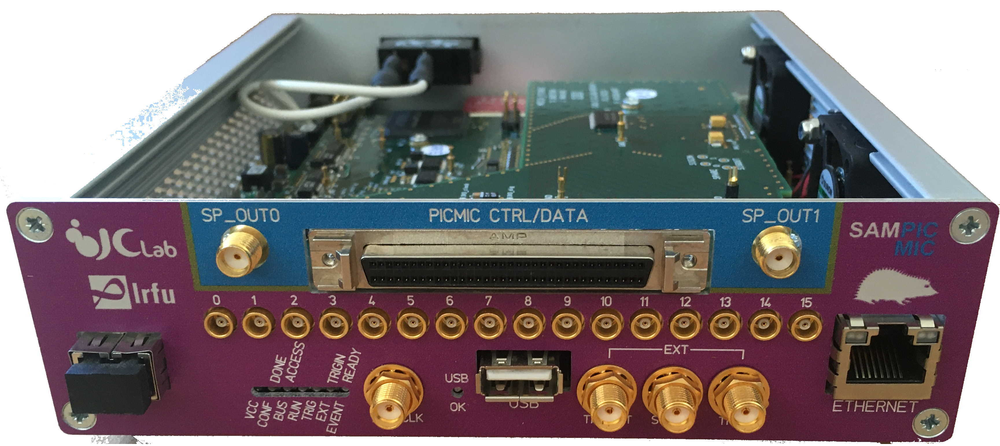 SP_OUT0
PICMIC CTRL/DATA
SP_OUT1
IJCLab
SAMPIC
MIC
AMP
Irfu
0 1 2 3 4 5 6 7 8 9 10 11 12 13 14 15
DONE
ACCESS
TRIGIN
READY
EXT
VCC
CONF
BUS
RUN
TRIG
EXT
EVENT
USB
OK
USB
ETHERNET